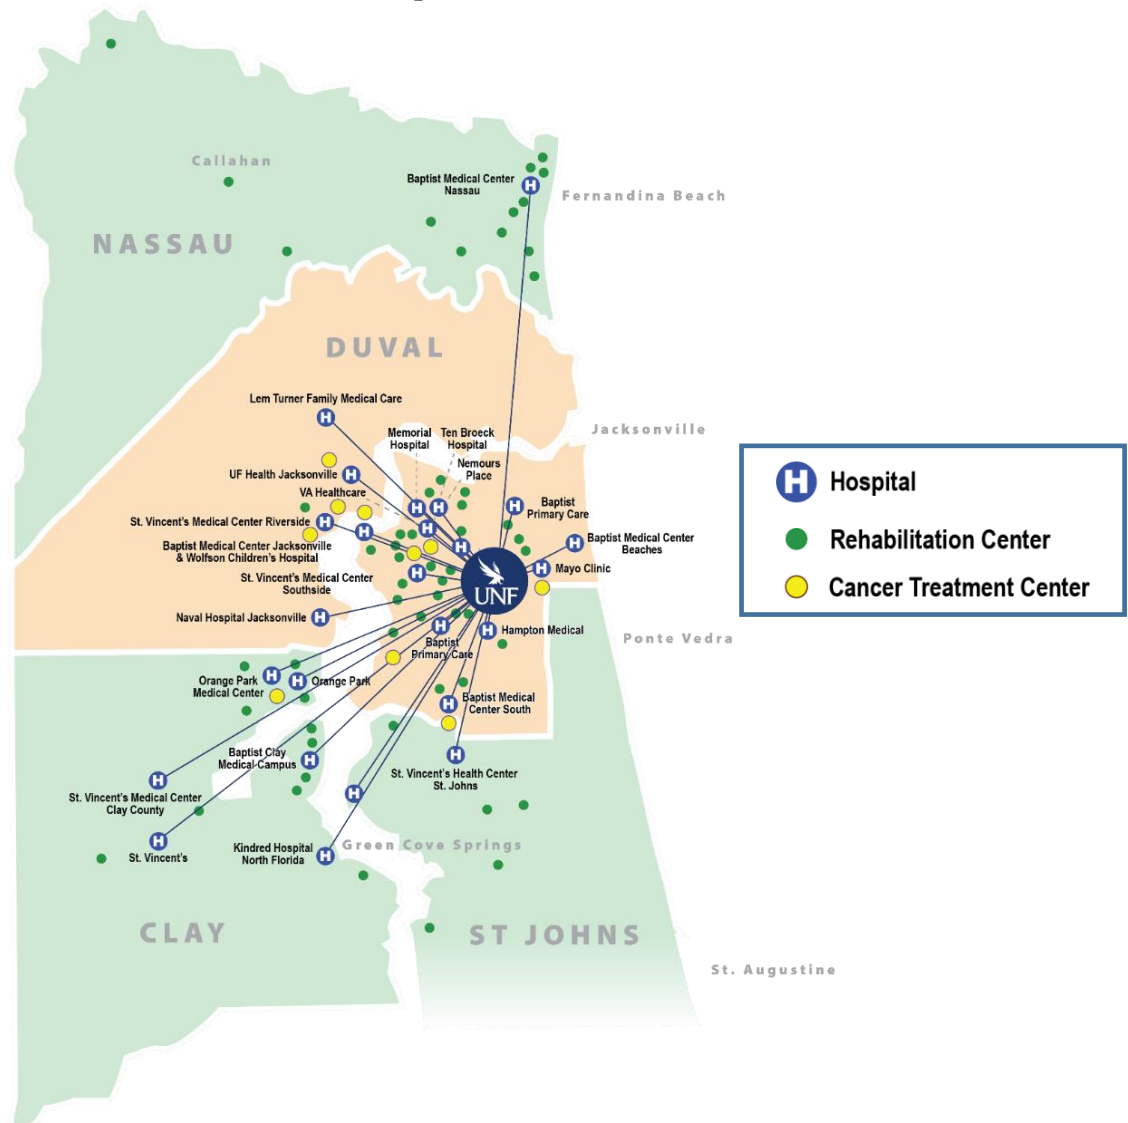 Callahan
Baptist Medical Center
Nassau
Fernandina Beach
NASSAU
DUVAL
Lem Turner Family Medical Care
Jacksonville
Memorial
Hospital
Ten Broeck
Hospital
Nemours
Place
UF Health Jacksonville
VA Healthcare
Baptist
Primary Care
St. Vincent's Medical Center Riverside
Baptist Medical Center Jacksonville
& Wolfson Children's Hospital
Baptist Medical Center
Beaches
Mayo Clinic
St. Vincent's Medical Center
Southside
UNF
Naval Hospital Jacksonville
Hampton Medical
Ponte Vedra
Baptist
Primary Care
Orange Park
Medical Center
Orange Park
Baptist Medical
Center South
Baptist Clay
Medical Campus
St. Vincent's Health Center
St. Johns
St. Vincent's Medical Center
Clay County
St. Vincent's
Kindred Hospital
North Florida
Green Cove Springs
CLAY
ST JOHNS
St. Augustine
H Hospital
Rehabilitation Center
Cancer Treatment Center